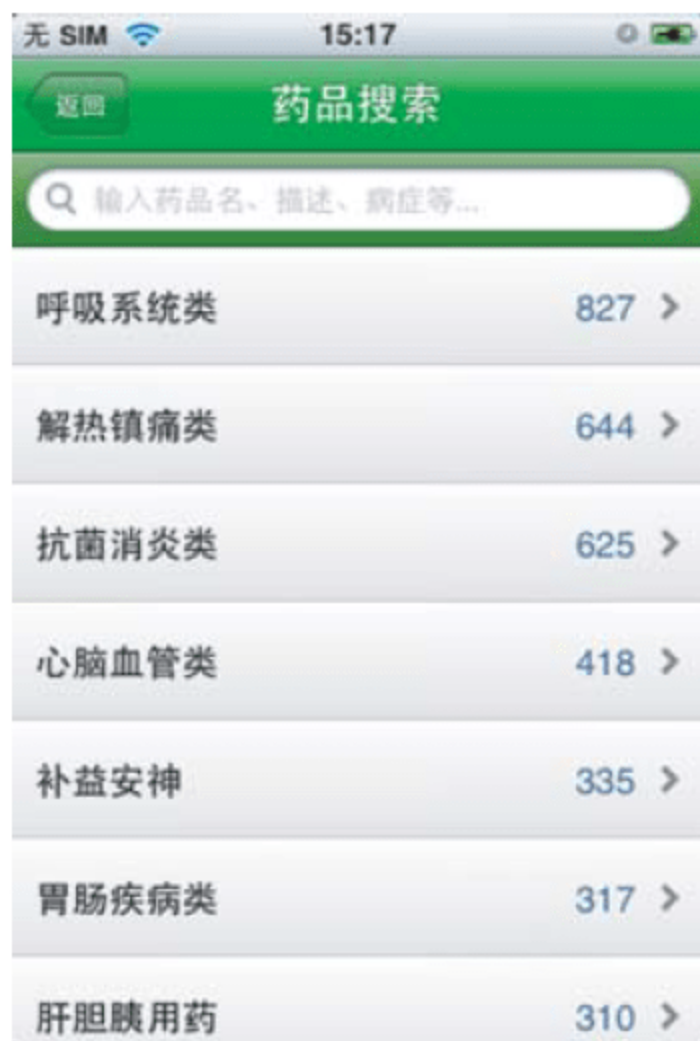 无 SIM 15:17
返回 药品搜索
输入药品名、描述、病症等...
呼吸系统类 827
解热镇痛类 644
抗菌消炎类 625
心脑血管类 418
补益安神 335
胃肠疾病类 317
肝胆胰用药 310